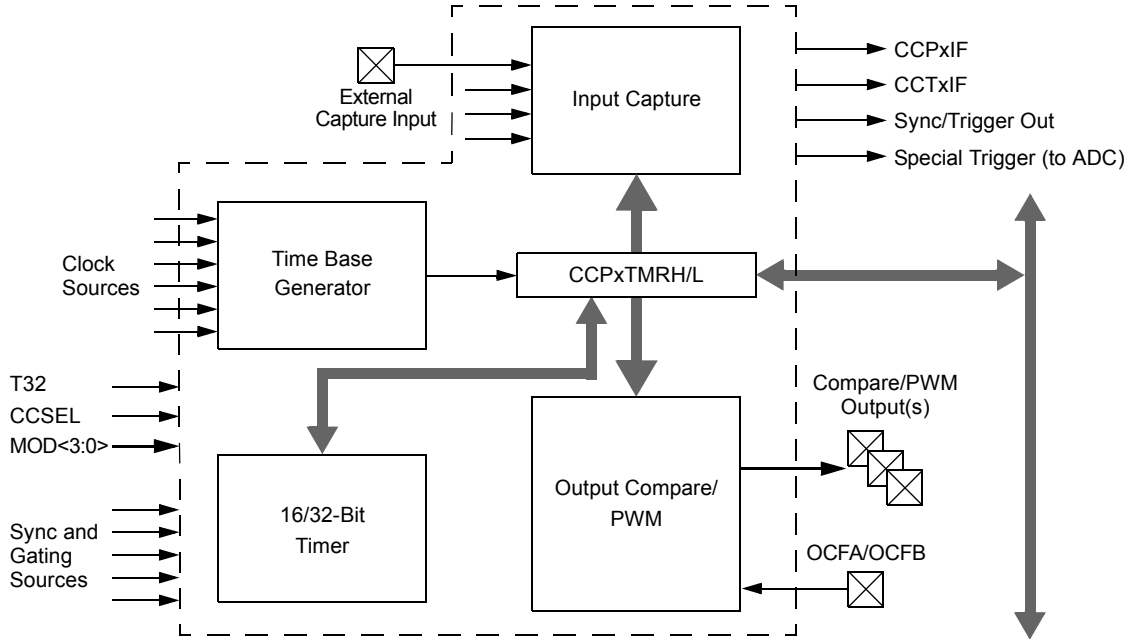 CCPxIF
CCTxIF
Sync/Trigger Out
Special Trigger (to ADC)
External
Capture Input
Input Capture
Clock
Sources
Time Base
Generator
CCPxTMRH/L
T32
CCSEL
MOD<3:0>
Sync and
Gating
Sources
16/32-Bit
Timer
Output Compare/
PWM
Compare/PWM
Output(s)
OCFA/OCFB